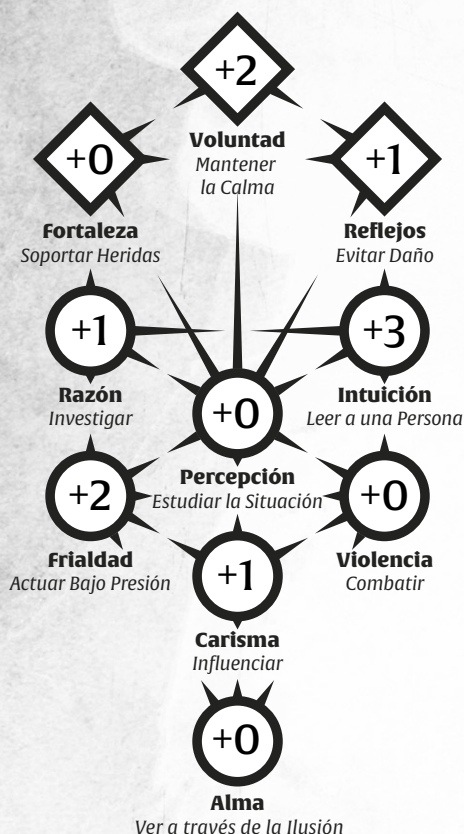 +2
Voluntad
Mantener
la Calma
+0
Fortaleza
Soportar Heridas
+1
Reflejos
Evitar Daño
+1
Razón
Investigar
+3
Intuición
Leer a una Persona
+0
Percepción
Estudiar la Situación
+2
Frialdad
Actuar Bajo Presión
+0
Violencia
Combatir
+1
Carisma
Influenciar
+0
Alma
Ver a través de la Ilusión